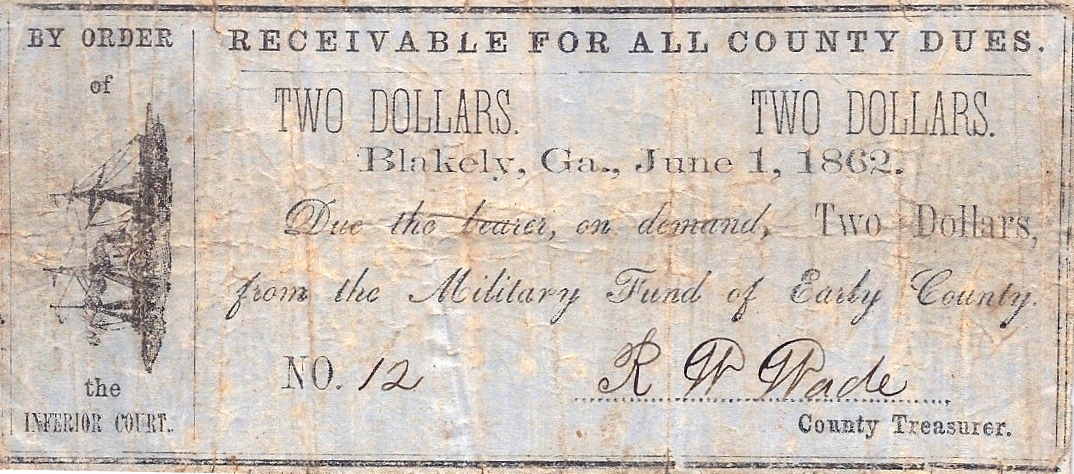 BY ORDER
of
the
INFERIOR COURT.
RECEIVABLE FOR ALL COUNTY DUES.
TWO DOLLARS. TWO DOLLARS.
Blakely, Ga., June 1, 1862.
Due the bearer, on demand, Two Dollars,
from the Military Fund of Early County.
NO. 12 R W Wade
County Treasurer.